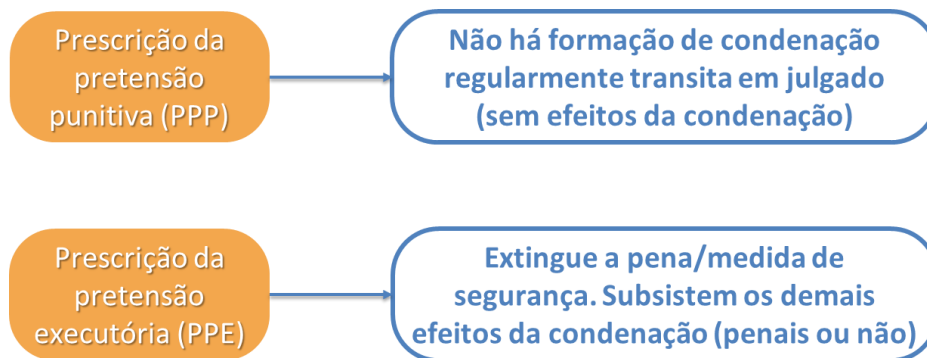 Prescrição da
pretensão
punitiva (PPP)
Não há formação de condenação
regularmente transita em julgado
(sem efeitos da condenação)
Prescrição da
pretensão
executória (PPE)
Extingue a pena/medida de
segurança. Subsistem os demais
efeitos da condenação (penais ou não)